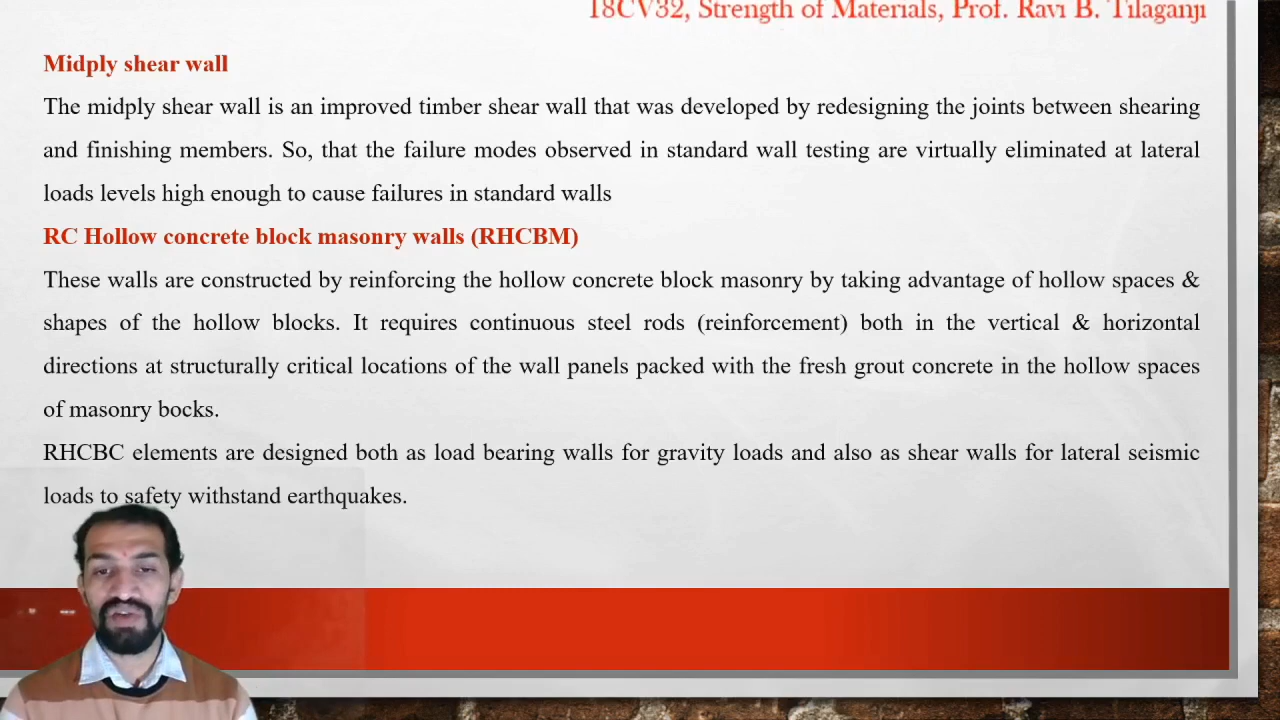 18CV32, Strength of Materials, Prof. Ravi B. Tilaganji
Midply shear wall
The midply shear wall is an improved timber shear wall that was developed by redesigning the joints between shearing
and finishing members. So, that the failure modes observed in standard wall testing are virtually eliminated at lateral
loads levels high enough to cause failures in standard walls
RC Hollow concrete block masonry walls (RHCBM)
These walls are constructed by reinforcing the hollow concrete block masonry by taking advantage of hollow spaces &
shapes of the hollow blocks. It requires continuous steel rods (reinforcement) both in the vertical & horizontal
directions at structurally critical locations of the wall panels packed with the fresh grout concrete in the hollow spaces
of masonry bocks.
RHCBC elements are designed both as load bearing walls for gravity loads and also as shear walls for lateral seismic
loads to safety withstand earthquakes.